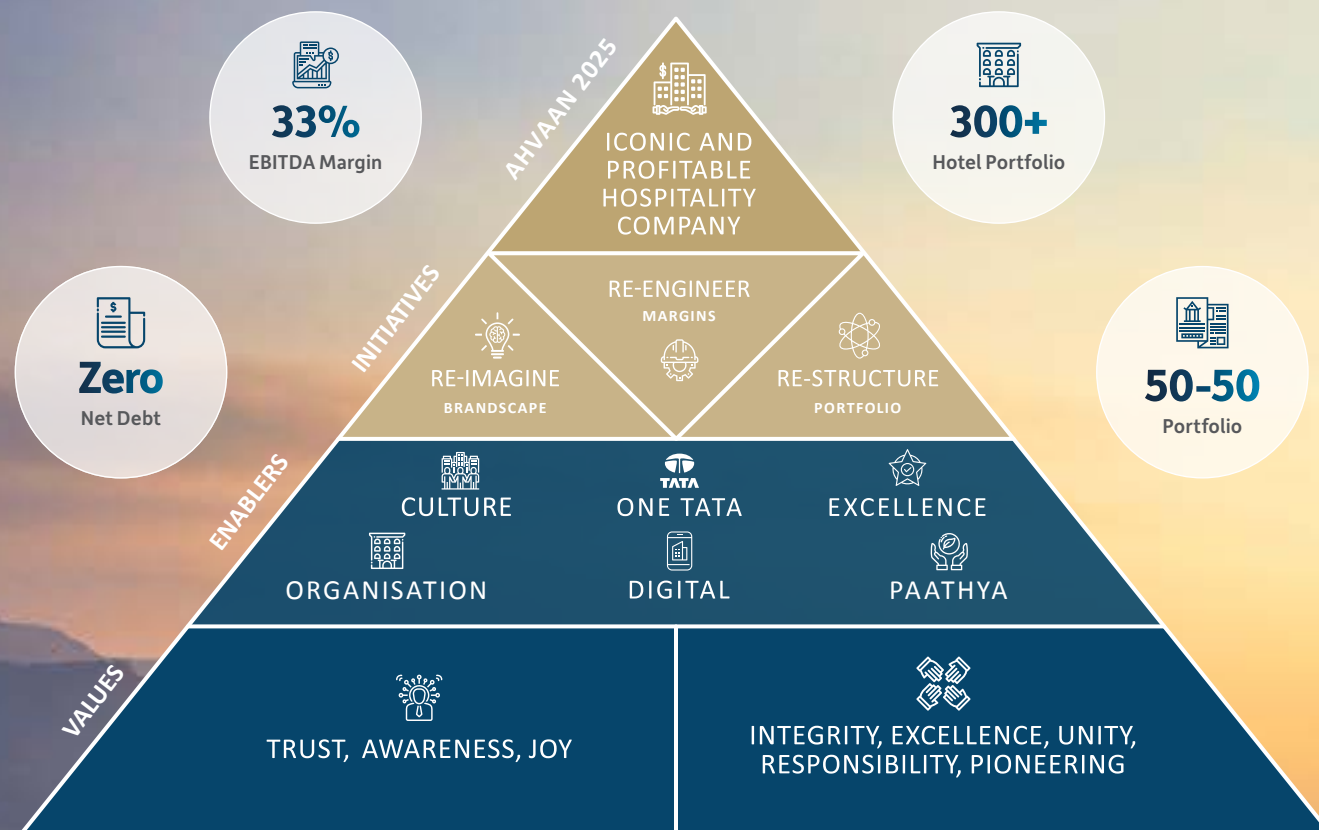 33%
EBITDA Margin
300+
Hotel Portfolio
Zero
Net Debt
50-50
Portfolio
AHVAAN 2025
$
ICONIC AND
PROFITABLE
HOSPITALITY
COMPANY
INITIATIVES
RE-ENGINEER
MARGINS
RE-IMAGINE
BRANDSCAPE
RE-STRUCTURE
PORTFOLIO
ENABLERS
CULTURE
TATA
ONE TATA
EXCELLENCE
ORGANISATION
DIGITAL
PAATHYA
VALUES
TRUST, AWARENESS, JOY
INTEGRITY, EXCELLENCE, UNITY,
RESPONSIBILITY, PIONEERING